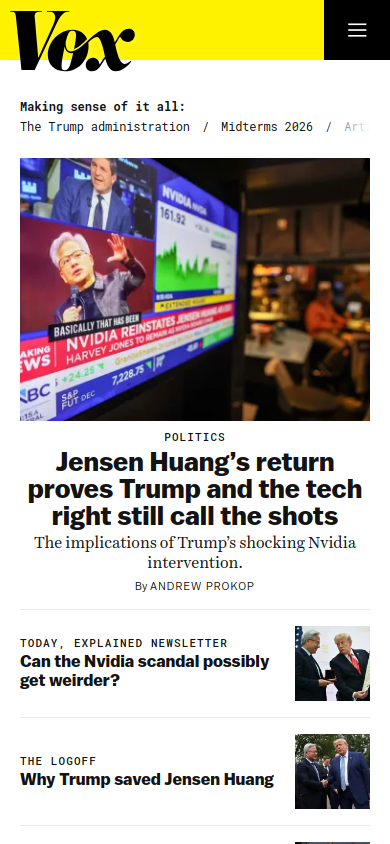 Vox
Making sense of it all:
The Trump administration / Midterms 2026 / Art
NVIDIA
161.92
BASICALLY THAT HAS BEEN
NVIDIA REINSTATES JENSEN HUANG AS
HARVEY JONES TO REMAIN AS
+24.25
S&P
FUT DEC
7,228.75
POLITICS
Jensen Huang’s return
proves Trump and the tech
right still call the shots
The implications of Trump’s shocking Nvidia
intervention.
By ANDREW PROKOP
TODAY, EXPLAINED NEWSLETTER
Can the Nvidia scandal possibly
get weirder?
THE LOGOFF
Why Trump saved Jensen Huang